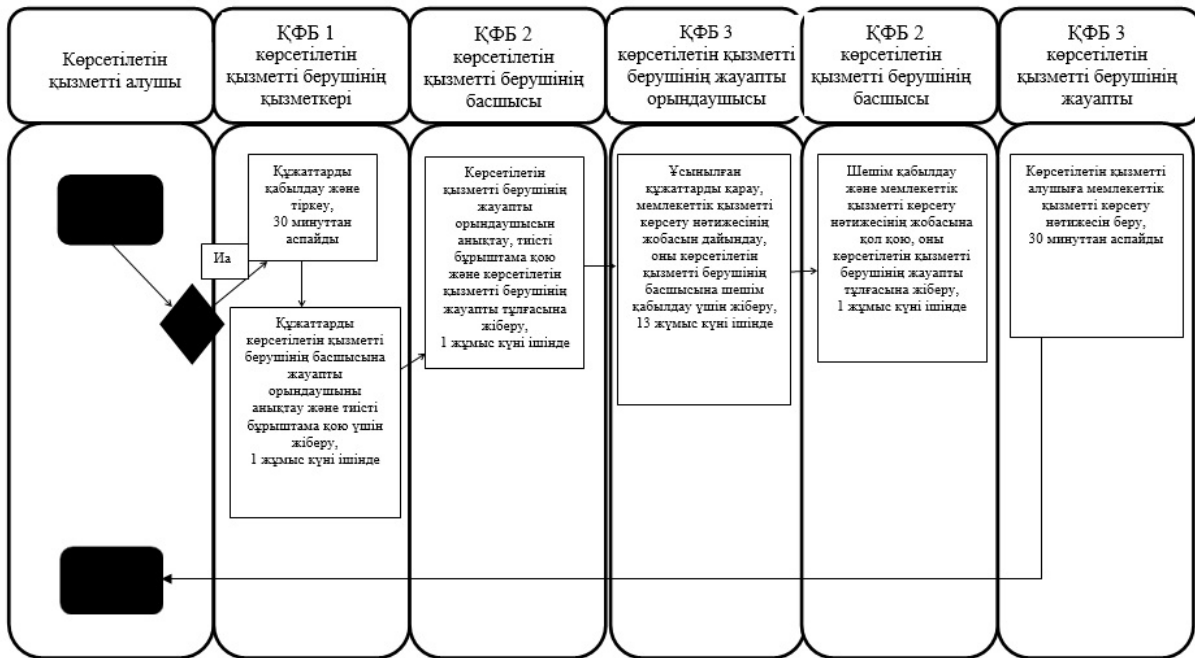 Көрсетілетін
қызметті алушы
ҚФБ 1
көрсетілетін
қызметті берушінің
қызметкері
ҚФБ 2
көрсетілетін
қызметті берушінің
басшысы
ҚФБ 3
көрсетілетін қызметті
берушінің жауапты
орындаушысы
ҚФБ 2
көрсетілетін
қызметті берушінің
басшысы
ҚФБ 3
көрсетілетін
қызметті берушінің
жауапты
Иа
Құжаттарды
қабылдау және
тіркеу,
30 минуттан
аспайды
Құжаттарды
көрсетілетін қызметті
берушінің басшысына
жауапты
орындаушыны
анықтау және тиісті
бұрыштама қою үшін
жіберу,
1 жұмыс күні ішінде
Көрсетілетін
қызметті берушінің
жауапты
орындаушысын
анықтау, тиісті
бұрыштама қою
және көрсетілетін
қызметті берушінің
жауапты тұлғасына
жіберу,
1 жұмыс күні ішінде
Ұсынылған
құжаттарды қарау,
мемлекеттік қызметті
көрсету нәтижесінің
жобасын дайындау,
оны көрсетілетін
қызметті берушінің
басшысына шешім
қабылдау үшін жіберу,
13 жұмыс күні ішінде
Шешім қабылдау
және мемлекеттік
қызметті көрсету
нәтижесінің жобасына
қол қою, оны
көрсетілетін қызметті
берушінің жауапты
тұлғасына жіберу,
1 жұмыс күні ішінде
Көрсетілетін қызметті
алушыға мемлекеттік
қызметті көрсету
нәтижесін беру,
30 минуттан аспайды